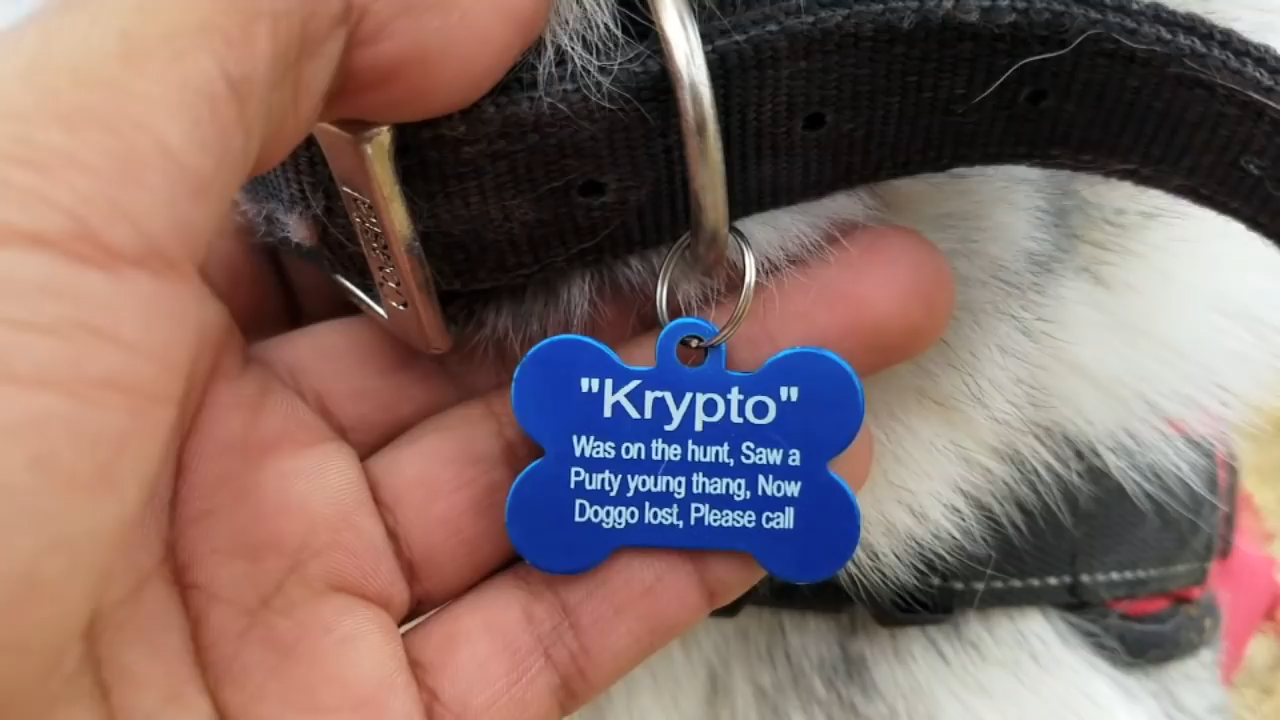 "Krypto"
Was on the hunt, Saw a
Purty young thang, Now
Doggo lost, Please call